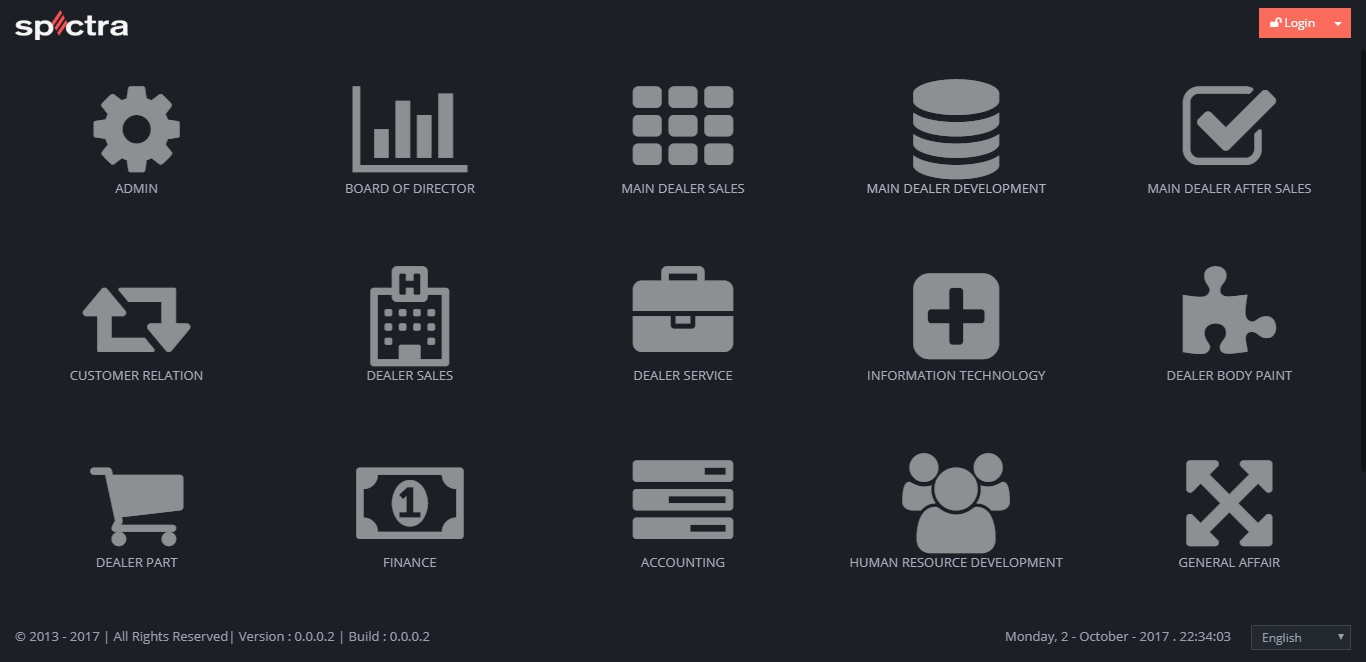 spectra
Login
ADMIN
BOARD OF DIRECTOR
MAIN DEALER SALES
MAIN DEALER DEVELOPMENT
MAIN DEALER AFTER SALES
H
CUSTOMER RELATION
DEALER SALES
DEALER SERVICE
INFORMATION TECHNOLOGY
DEALER BODY PAINT
1
DEALER PART
FINANCE
ACCOUNTING
HUMAN RESOURCE DEVELOPMENT
GENERAL AFFAIR
© 2013 - 2017 | All Rights Reserved| Version : 0.0.0.2 | Build : 0.0.0.2
Monday, 2 - October - 2017 . 22:34:03
English